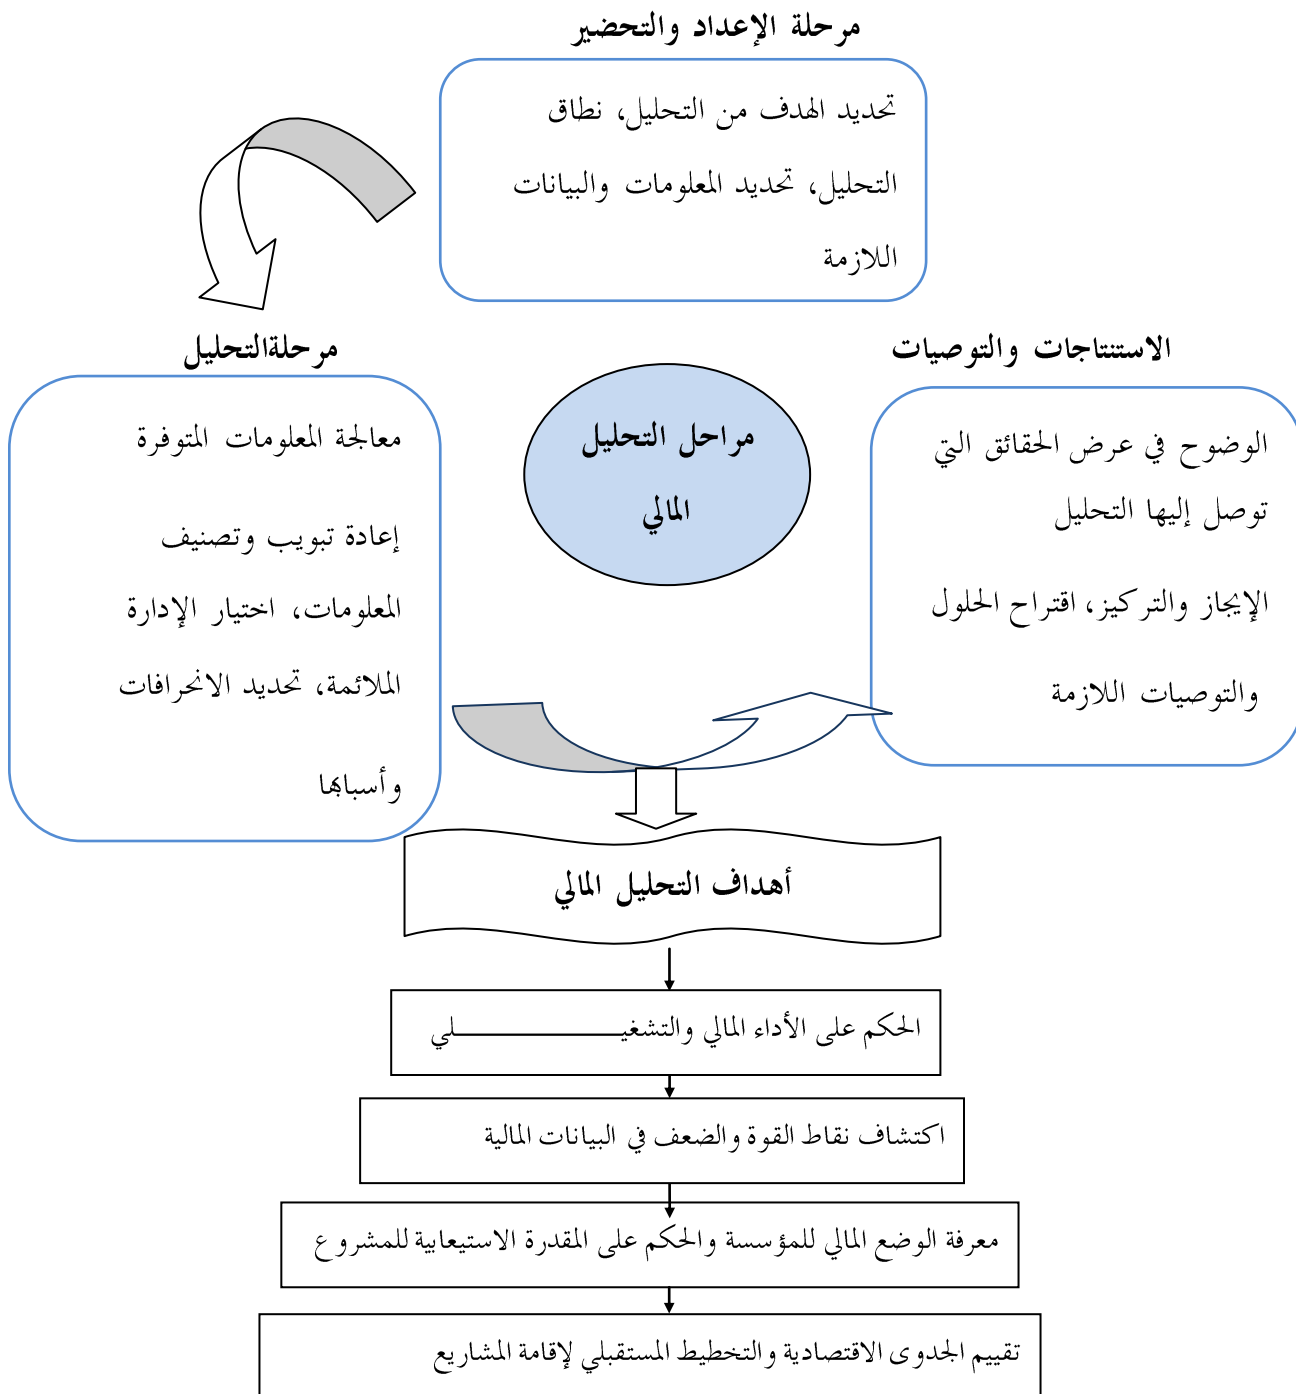 مرحلة الإعداد والتحضير
تحديد الهدف من التحليل، نطاق
التحليل، تحديد المعلومات والبيانات
اللازمة
مرحلةالتحليل
معالجة المعلومات المتوفرة
إعادة تبويب وتصنيف
المعلومات، اختيار الإدارة
الملائمة، تحديد الانحرافات
وأسبابها
مراحل التحليل
المالي
الاستنتاجات والتوصيات
الوضوح في عرض الحقائق التي
توصل إليها التحليل
الإيجاز والتركيز، اقتراح الحلول
والتوصيات اللازمة
أهداف التحليل المالي
الحكم على الأداء المالي والتشغيـــــــــــــــلي
اكتشاف نقاط القوة والضعف في البيانات المالية
معرفة الوضع المالي للمؤسسة والحكم على المقدرة الاستيعابية للمشروع
تقييم الجدوى الاقتصادية والتخطيط المستقبلي لإقامة المشاريع